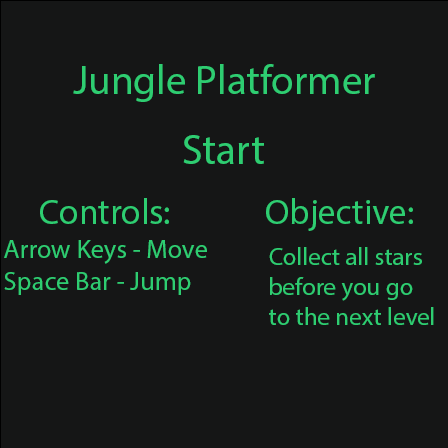 Jungle Platformer
Start
Controls:
Arrow Keys - Move
Space Bar - Jump
Objective:
Collect all stars
before you go
to the next level